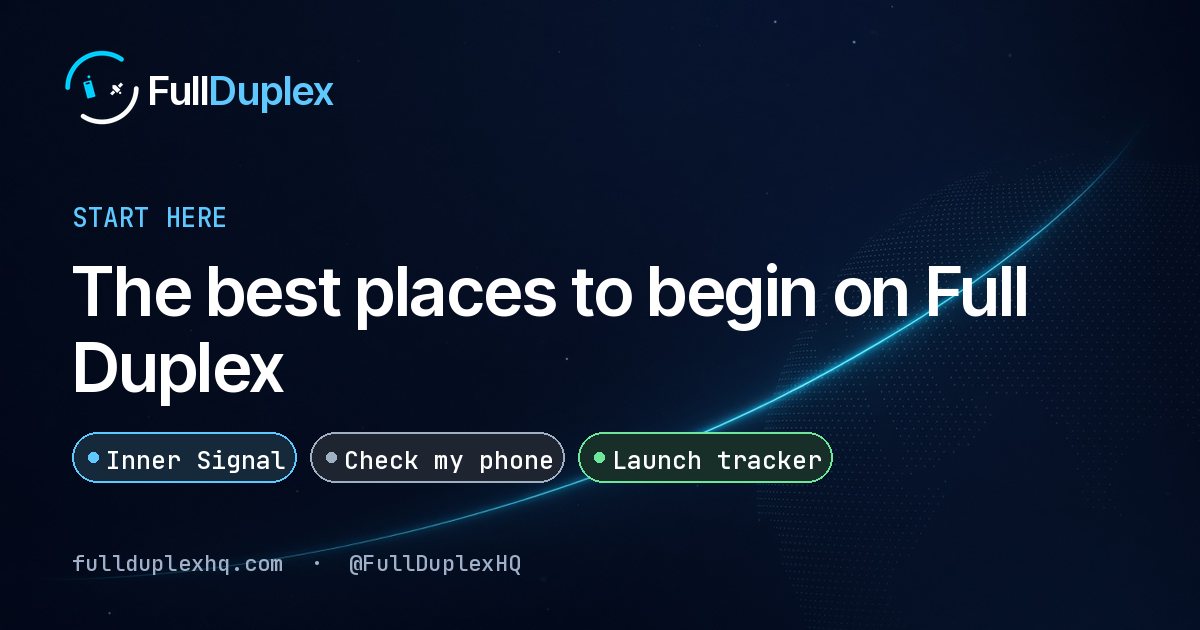 FullDuplex
START HERE
The best places to begin on Full
Duplex
Inner Signal
Check my phone
Launch tracker
fullduplexhq.com · @FullDuplexHQ